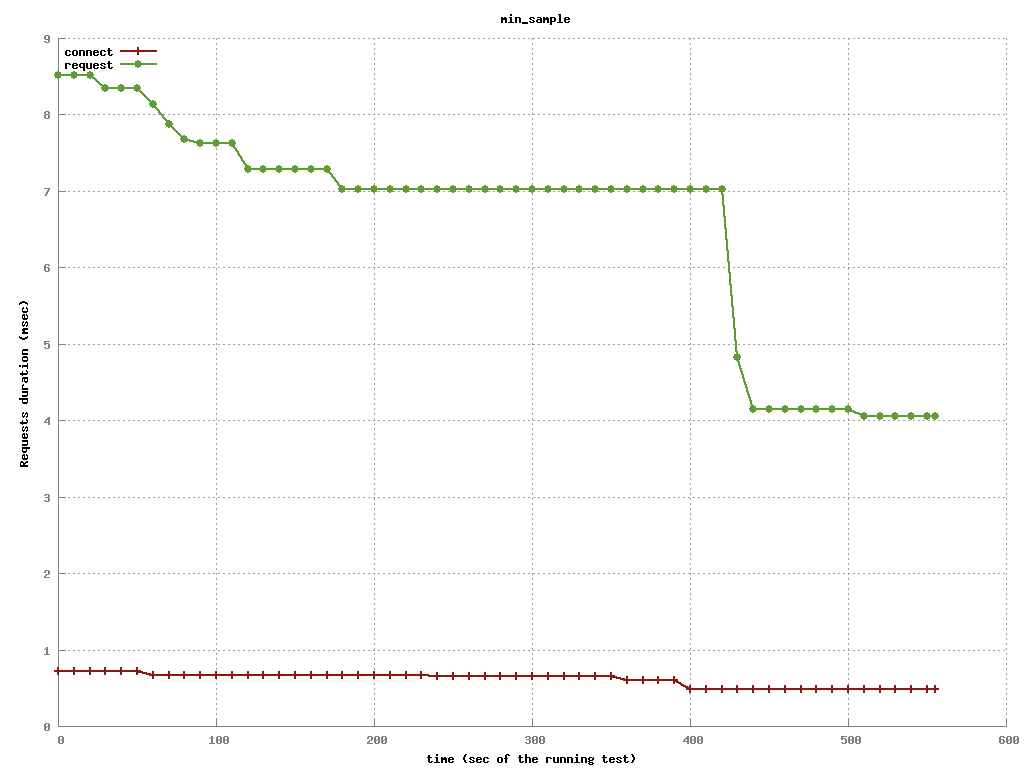 min_sample
connect
request
9
8
7
6
5
4
3
2
1
0
Requests duration (msec)
0 100 200 300 400 500 600
time (sec of the running test)